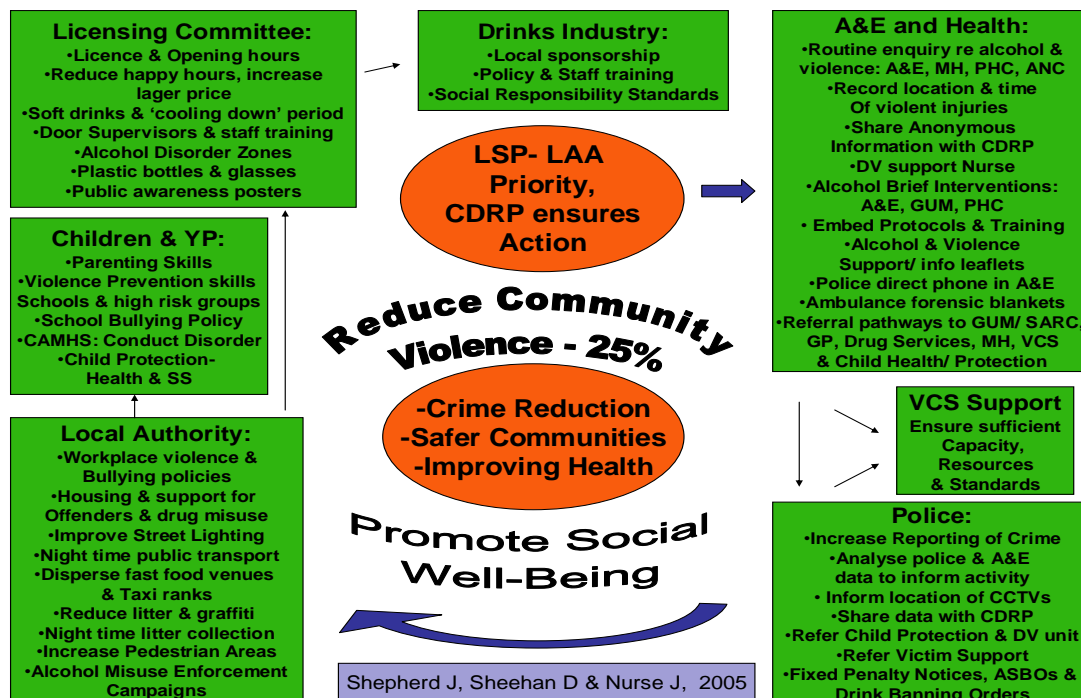 Licensing Committee:
•Licence & Opening hours
•Reduce happy hours, increase
lager price
•Soft drinks & ‘cooling down’ period
•Door Supervisors & staff training
•Alcohol Disorder Zones
•Plastic bottles & glasses
•Public awareness posters
Drinks Industry:
•Local sponsorship
•Policy & Staff training
•Social Responsibility Standards
A&E and Health:
•Routine enquiry re alcohol &
violence: A&E, MH, PHC, ANC
•Record location & time
Of violent injuries
•Share Anonymous
Information with CDRP
•DV support Nurse
•Alcohol Brief Interventions:
A&E, GUM, PHC
• Embed Protocols & Training
•Alcohol & Violence
Support/ info leaflets
•Police direct phone in A&E
•Ambulance forensic blankets
•Referral pathways to GUM/ SARC,
GP, Drug Services, MH, VCS
& Child Health/ Protection
LSP- LAA
Priority,
CDRP ensures
Action
Children & YP:
•Parenting Skills
•Violence Prevention skills
Schools & high risk groups
•School Bullying Policy
•CAMHS: Conduct Disorder
•Child Protection-
Health & SS
Reduce Community
Violence - 25%
-Crime Reduction
-Safer Communities
-Improving Health
VCS Support
Ensure sufficient
Capacity,
Resources
& Standards
Local Authority:
•Workplace violence &
Bullying policies
•Housing & support for
Offenders & drug misuse
•Improve Street Lighting
•Night time public transport
•Disperse fast food venues
& Taxi ranks
•Reduce litter & graffiti
•Night time litter collection
•Increase Pedestrian Areas
•Alcohol Misuse Enforcement
Campaigns
Promote Social
Well-Being
Police:
•Increase Reporting of Crime
•Analyse police & A&E
data to inform activity
• Inform location of CCTVs
•Share data with CDRP
•Refer Child Protection & DV unit
•Refer Victim Support
•Fixed Penalty Notices, ASBOs &
Drink Banning Orders
Shepherd J, Sheehan D & Nurse J, 2005